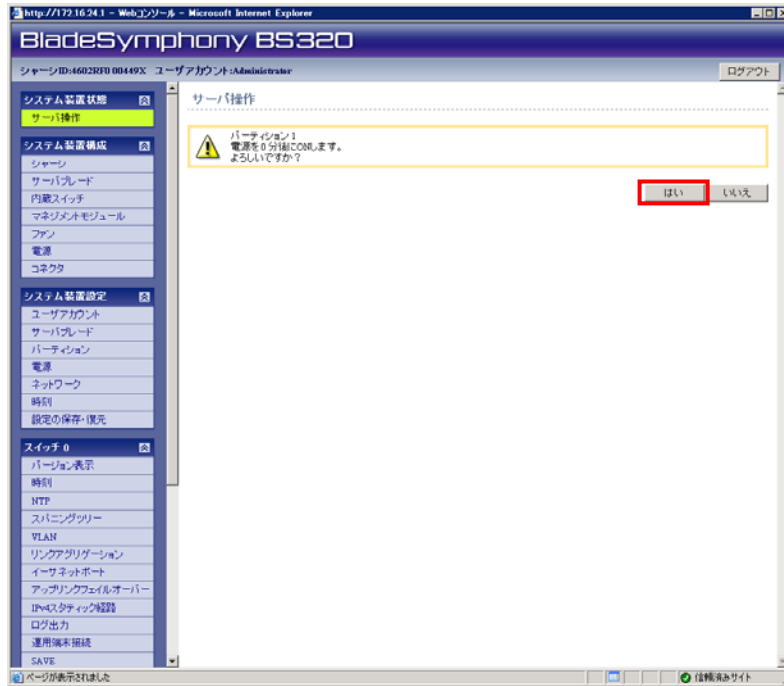 http://172.16.24.1 - Webコンソール - Microsoft Internet Explorer
BladeSymphony BS320
シャーシID:4602RF0 00449X ユーザアカウント:Administrator
ログアウト
システム装置状態
サーバ操作
システム装置構成
シャーシ
サーバブレード
内蔵スイッチ
マネジメントモジュール
ファン
電源
コネクタ
システム装置設定
ユーザアカウント
サーバブレード
パーティション
電源
ネットワーク
時刻
設定の保存・復元
スイッチ 0
バージョン表示
時刻
NTP
スパニングツリー
VLAN
リンクアグリゲーション
イーサネットポート
アップリンクフェイルオーバー
IPv4スタティック経路
ログ出力
運用端末接続
SAVE
サーバ操作
パーティション 1
電源を0 分後にONします。
よろしいですか？
はい
いいえ
ページが表示されました
信頼済みサイト